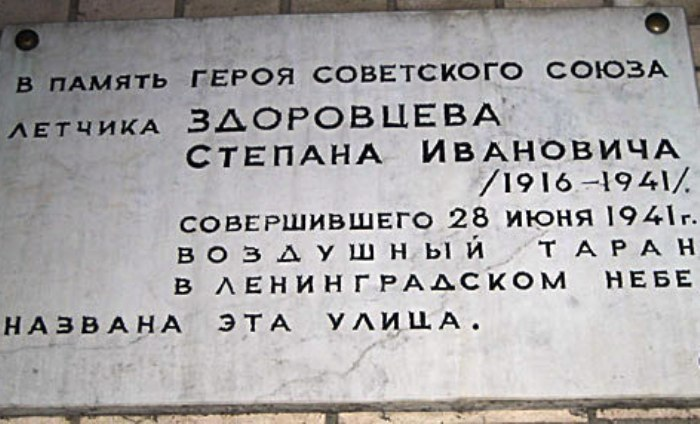 В ПАМЯТЬ ГЕРОЯ СОВЕТСКОГО СОЮЗА
ЛЕТЧИКА ЗДОРОВЦЕВА
СТЕПАНА ИВАНОВИЧА
/1916-1941/.
СОВЕРШИВШЕГО 28 ИЮНЯ 1941г.
ВОЗДУШНЫЙ ТАРАН
В ЛЕНИНГРАДСКОМ НЕБЕ
НАЗВАНА ЭТА УЛИЦА.